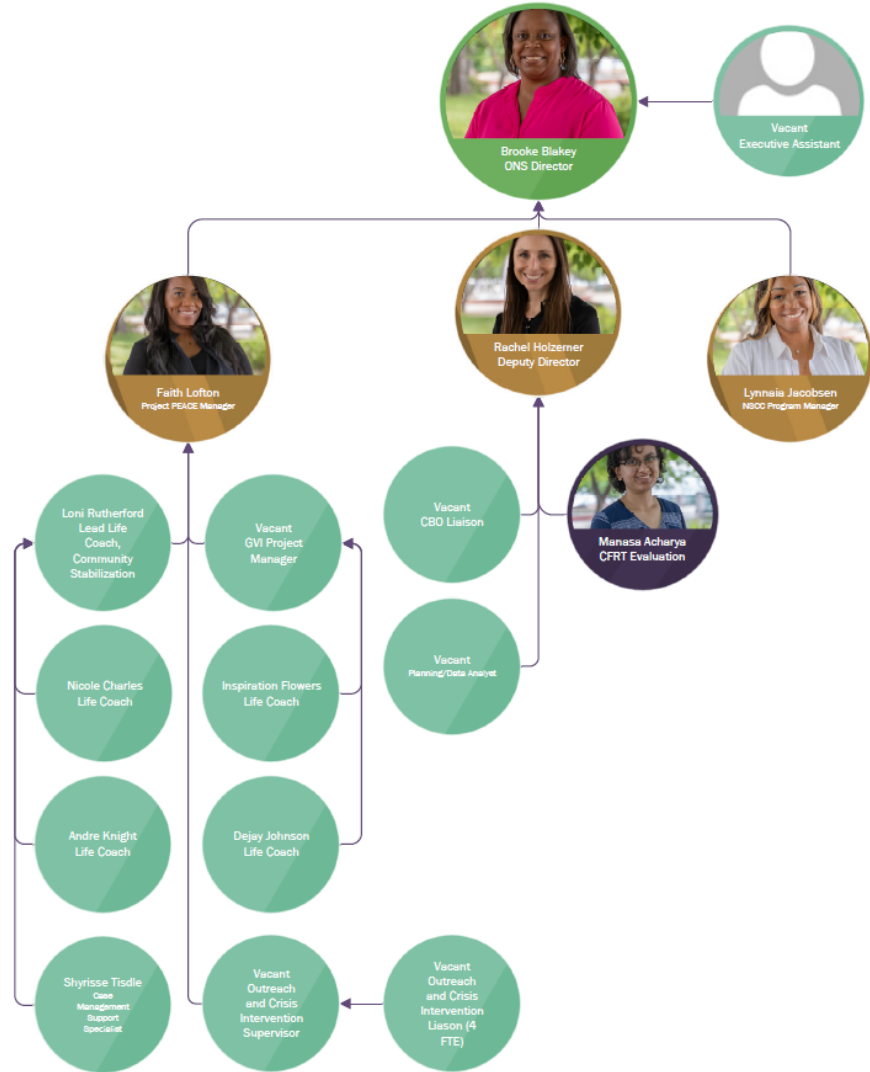 Brooke Blakey
ONS Director
Vacant
Executive Assistant
Faith Lofton
Project PEACE Manager
Rachel Holzerner
Deputy Director
Lynnaia Jacobsen
NSCC Program Manager
Loni Rutherford
Lead Life
Coach,
Community
Stabilization
Vacant
GVI Project
Manager
Vacant
CBO Liaison
Manasa Acharya
CFRT Evaluation
Nicole Charles
Life Coach
Inspiration Flowers
Life Coach
Vacant
Planning/Data Analyst
Andre Knight
Life Coach
Dejay Johnson
Life Coach
Shyrisse Tisdle
Case
Management
Support
Specialist
Vacant
Outreach
and Crisis
Intervention
Supervisor
Vacant
Outreach
and Crisis
Intervention
Liason (4
FTE)